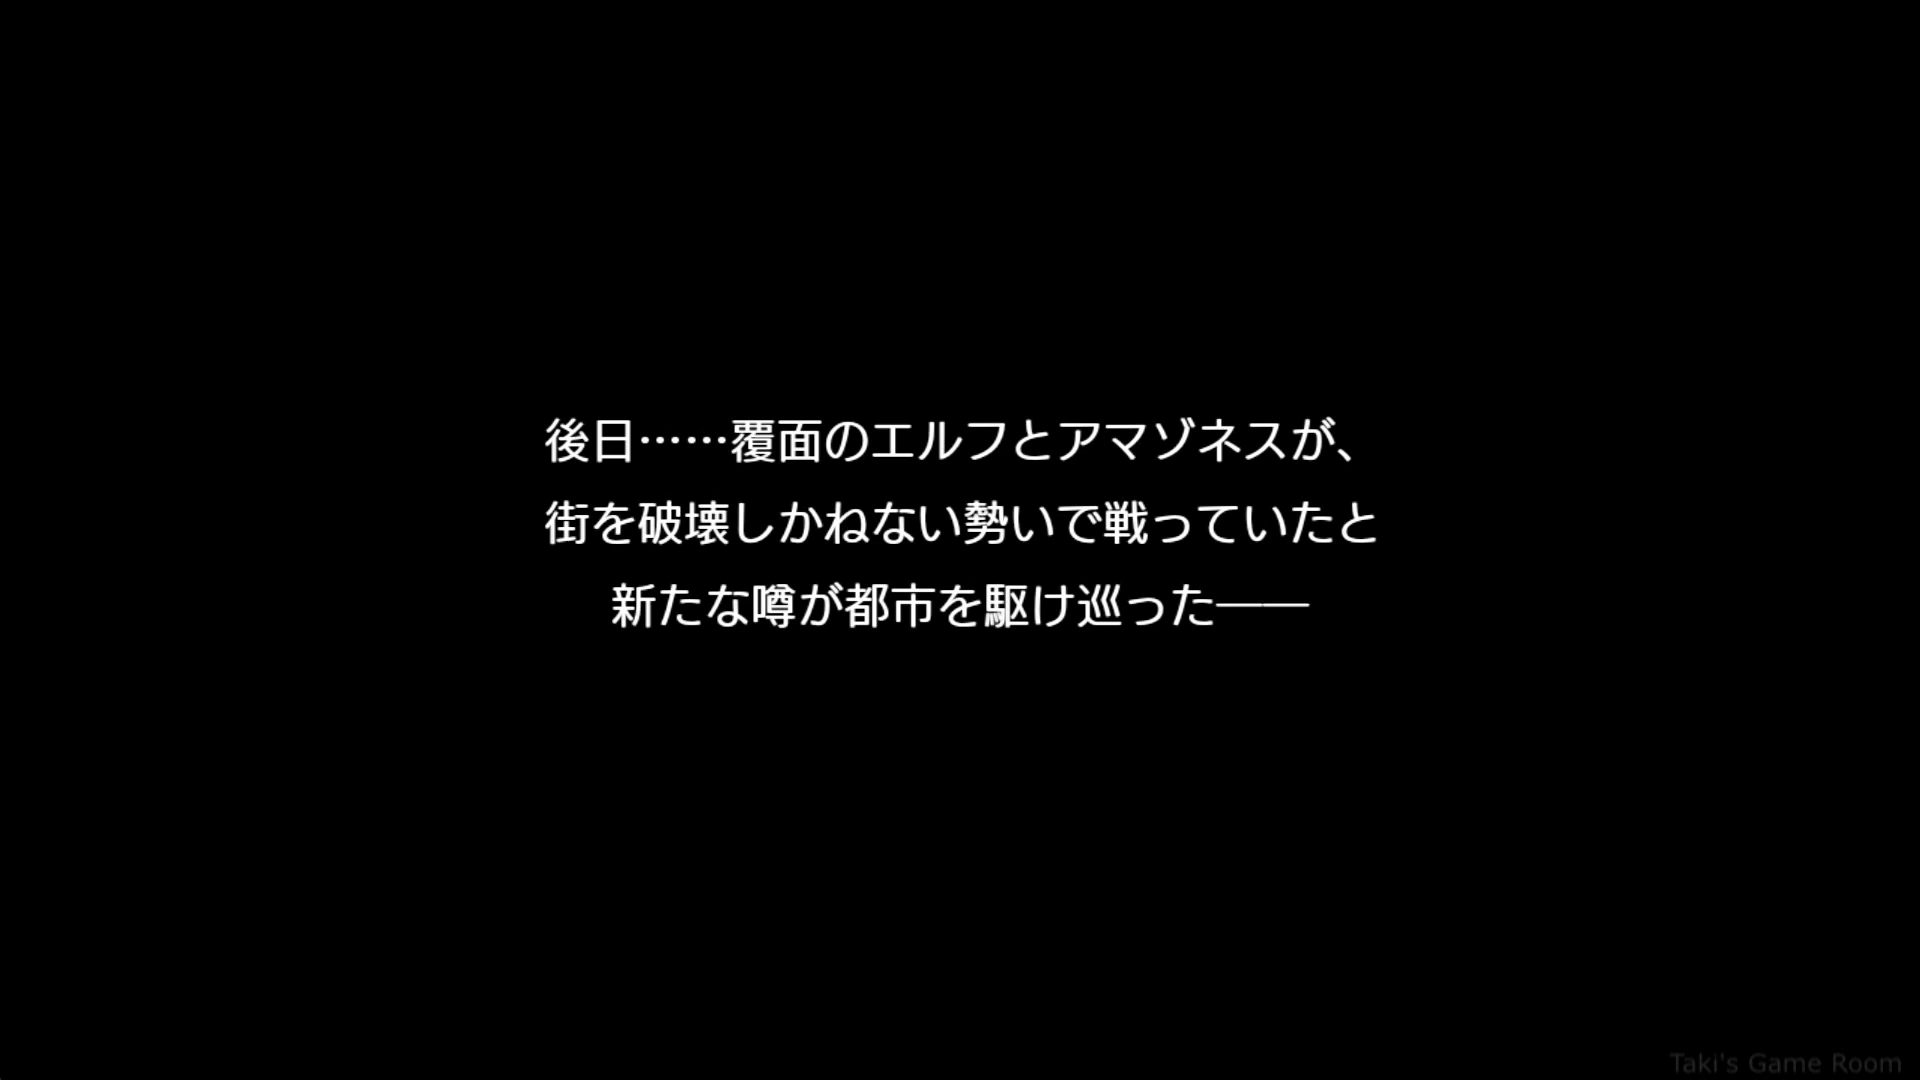 後日……覆面のエルフとアマゾネスが、
街を破壊しかねない勢いで戦っていたと
新たな噂が都市を駆け巡った――
Taki's Game Room